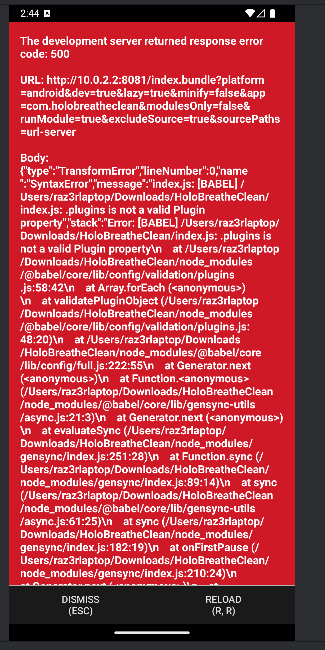 2:44
The development server returned response error
code: 500
URL: http://10.0.2.2:8081/index.bundle?platform
=android&dev=true&lazy=true&minify=false&app
=com.holobreatheclean&modulesOnly=false&
runModule=true&excludeSource=true&sourcePaths
=url-server
Body:
{"type":"TransformError","lineNumber":0,"name
":"SyntaxError","message":"index.js: [BABEL] /
Users/raz3rlaptop/Downloads/HoloBreatheClean/
index.js: .plugins is not a valid Plugin
property","stack":"Error: [BABEL] /Users/raz3rlaptop/
Downloads/HoloBreatheClean/index.js: .plugins is
not a valid Plugin property\n    at /Users/raz3rlaptop
/Downloads/HoloBreatheClean/node_modules
/@babel/core/lib/config/validation/plugins
.js:58:42\n    at Array.forEach (<anonymous>)
\n    at validatePluginObject (/Users/raz3rlaptop
/Downloads/HoloBreatheClean/node_modules
/@babel/core/lib/config/validation/plugins.js:
48:20)\n    at /Users/raz3rlaptop/Downloads
/HoloBreatheClean/node_modules/@babel/core
/lib/config/full.js:222:55\n    at Generator.next
(<anonymous>)\n    at Function.<anonymous>
(/Users/raz3rlaptop/Downloads/HoloBreatheClean
/node_modules/@babel/core/lib/gensync-utils
/async.js:21:3)\n    at Generator.next (<anonymous>)
\n    at evaluateSync (/Users/raz3rlaptop/
Downloads/HoloBreatheClean/node_modules/
gensync/index.js:251:28)\n    at Function.sync (/
Users/raz3rlaptop/Downloads/HoloBreatheClean/
node_modules/gensync/index.js:89:14)\n    at sync
(/Users/raz3rlaptop/Downloads/HoloBreatheClean
/node_modules/@babel/core/lib/gensync-utils
/async.js:61:25)\n    at sync (/Users/raz3rlaptop/
Downloads/HoloBreatheClean/node_modules/
gensync/index.js:182:19)\n    at onFirstPause (/
Users/raz3rlaptop/Downloads/HoloBreatheClean/
node_modules/gensync/index.js:210:24)\n
DISMISS
(ESC)
RELOAD
(R, R)